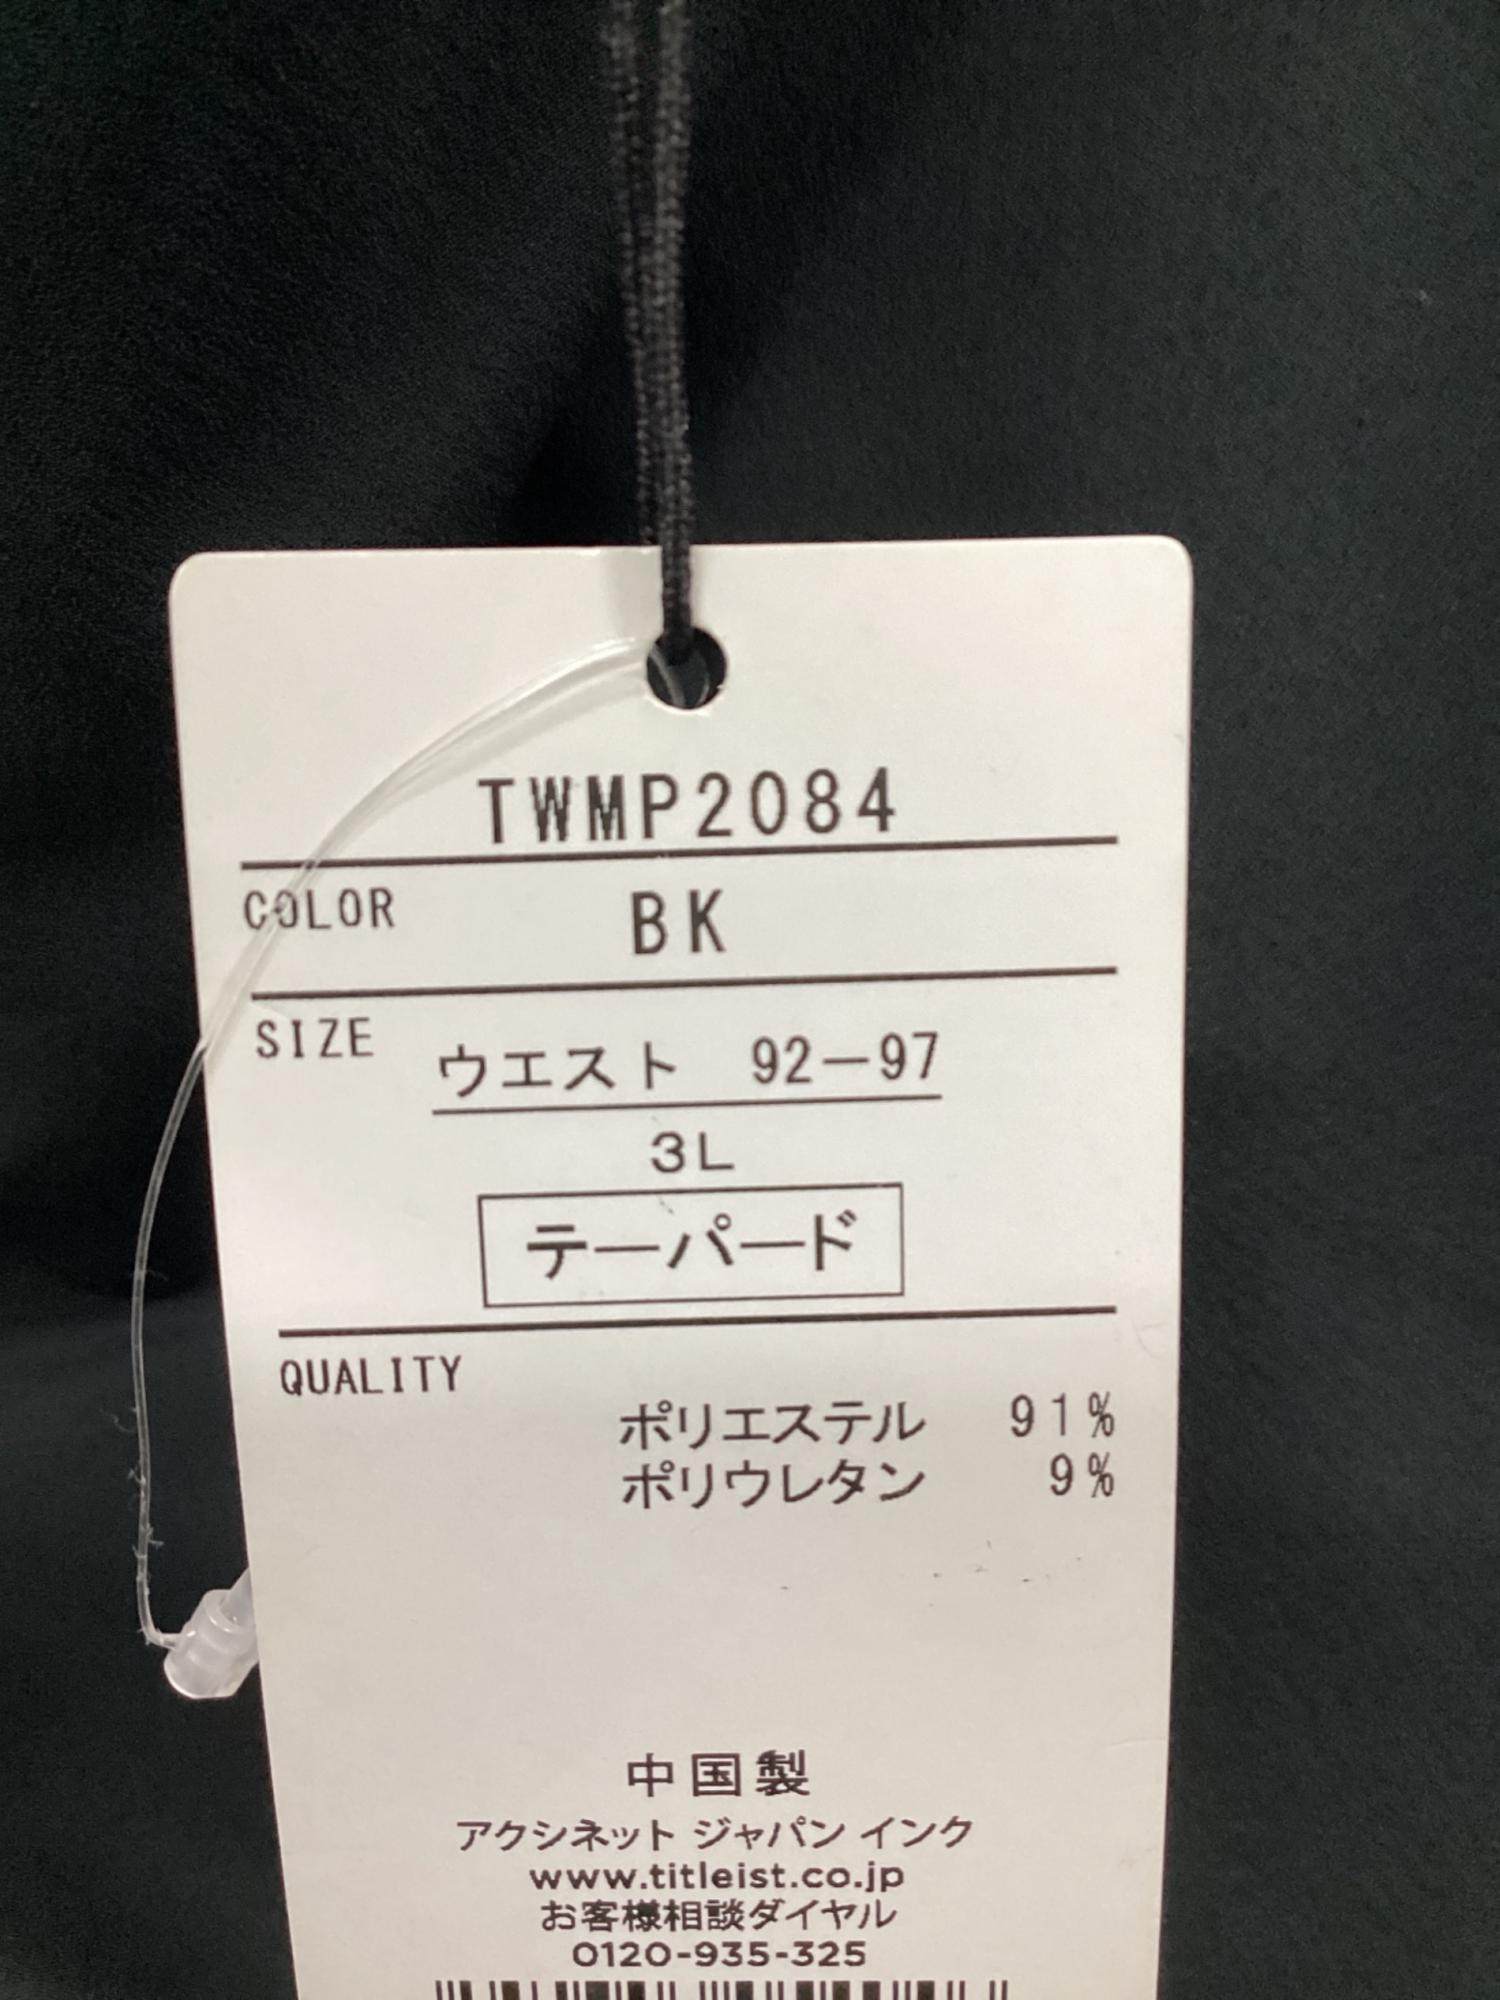 TWMP2084
COLOR BK
SIZE ウエスト 92-97
3L
テーパード
QUALITY
ポリエステル 91%
ポリウレタン 9%
中国製
アクシネット ジャパン インク
www.titleist.co.jp
お客様相談ダイヤル
0120-935-325